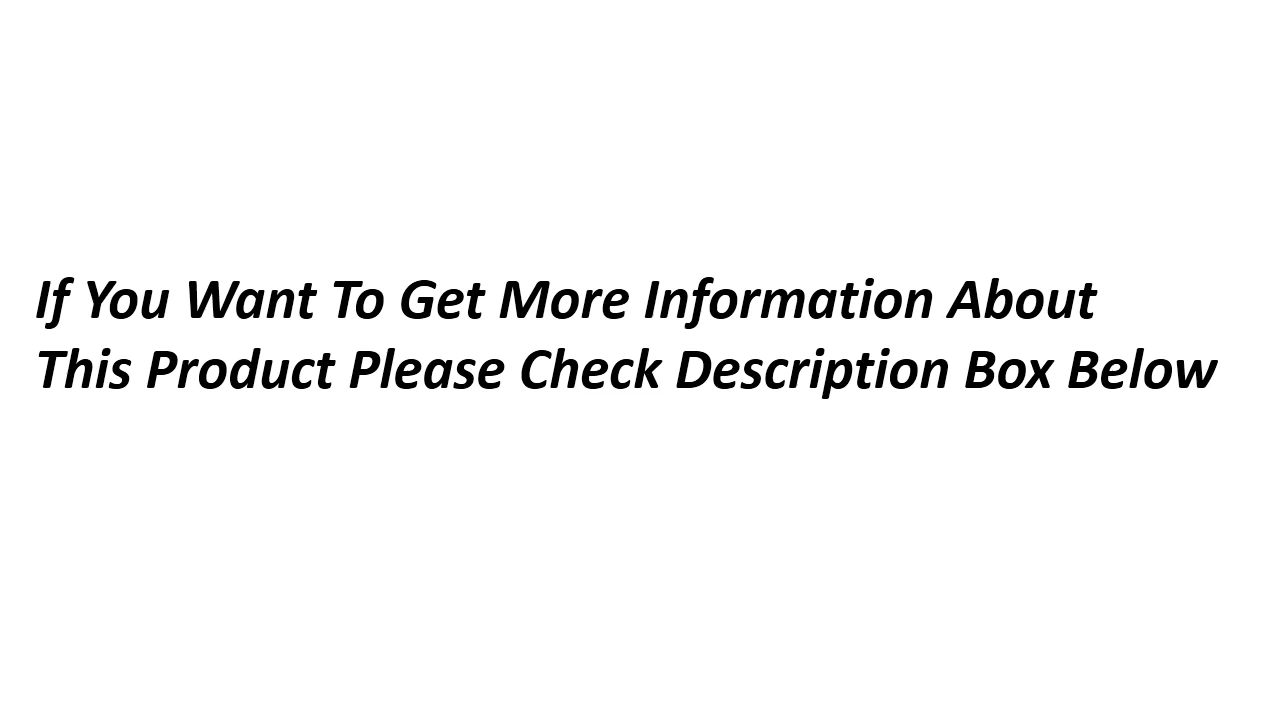 If You Want To Get More Information About
This Product Please Check Description Box Below